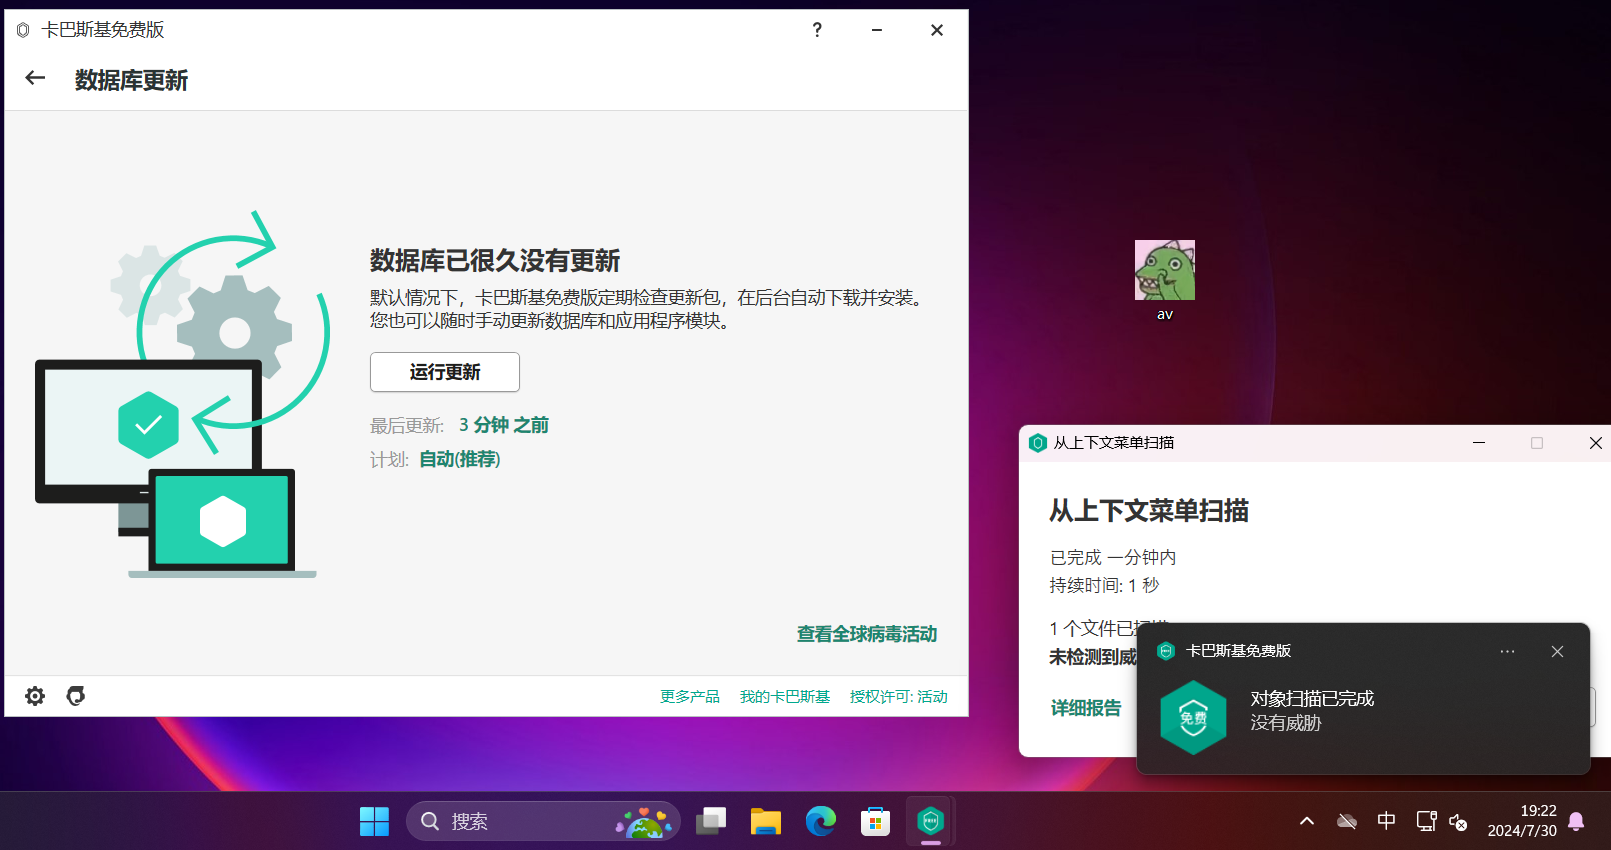 卡巴斯基免费版
数据库更新
数据库已很久没有更新
默认情况下，卡巴斯基免费版定期检查更新包，在后台自动下载并安装。
您也可以随时手动更新数据库和应用程序模块。
运行更新
最后更新: 3 分钟 之前
计划: 自动(推荐)
查看全球病毒活动
更多产品 我的卡巴斯基 授权许可: 活动
av
从上下文菜单扫描
从上下文菜单扫描
已完成 一分钟内
持续时间: 1 秒
1 个文件已扫描
未检测到威
详细报告
卡巴斯基免费版
免费
对象扫描已完成
没有威胁
搜索
中
19:22
2024/7/30